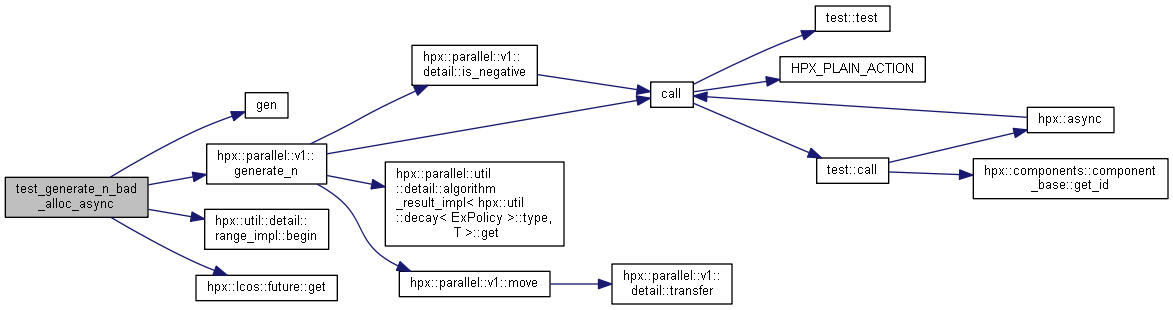 test::test
hpx::parallel::v1::
detail::is_negative
HPX_PLAIN_ACTION
call
gen
hpx::async
hpx::parallel::v1::
generate_n
test::call
hpx::components::component
_base::get_id
test_generate_n_bad
_alloc_async
hpx::parallel::util
::detail::algorithm
_result_impl< hpx::util
::decay< ExPolicy >::type,
T >::get
hpx::util::detail::
range_impl::begin
hpx::lcos::future::get
hpx::parallel::v1::move
hpx::parallel::v1::
detail::transfer